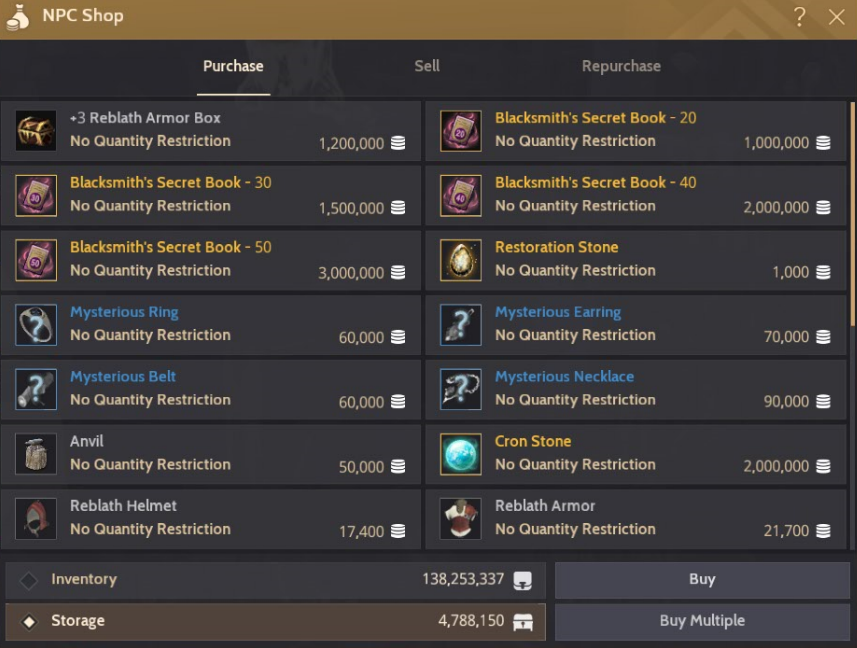 NPC Shop
?
Purchase Sell Repurchase
+3 Reblath Armor Box
No Quantity Restriction 1,200,000
Blacksmith's Secret Book - 20
No Quantity Restriction 1,000,000
Blacksmith's Secret Book - 30
No Quantity Restriction 1,500,000
Blacksmith's Secret Book - 40
No Quantity Restriction 2,000,000
Blacksmith's Secret Book - 50
No Quantity Restriction 3,000,000
Restoration Stone
No Quantity Restriction 1,000
Mysterious Ring
No Quantity Restriction 60,000
Mysterious Earring
No Quantity Restriction 70,000
Mysterious Belt
No Quantity Restriction 60,000
Mysterious Necklace
No Quantity Restriction 90,000
Anvil
No Quantity Restriction 50,000
Cron Stone
No Quantity Restriction 2,000,000
Reblath Helmet
No Quantity Restriction 17,400
Reblath Armor
No Quantity Restriction 21,700
Inventory 138,253,337
Buy
Storage 4,788,150
Buy Multiple